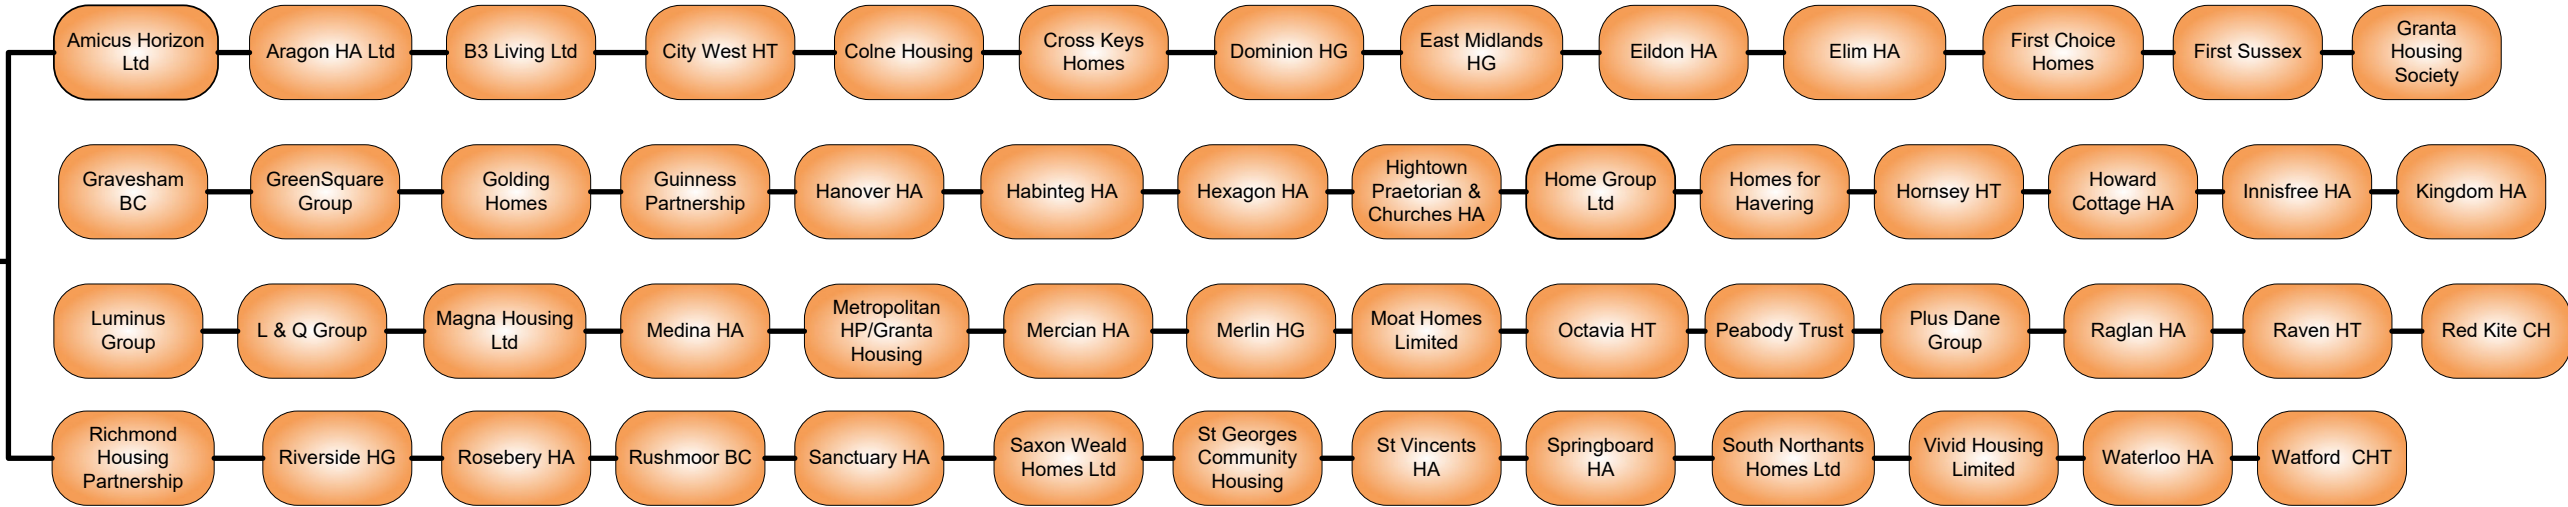 Amicus Horizon
Ltd
Aragon HA Ltd
B3 Living Ltd
City West HT
Colne Housing
Cross Keys
Homes
Dominion HG
East Midlands
HG
Eildon HA
Elim HA
First Choice
Homes
First Sussex
Granta
Housing
Society
Gravesham
BC
GreenSquare
Group
Golding
Homes
Guinness
Partnership
Hanover HA
Habinteg HA
Hexagon HA
Hightown
Praetorian &
Churches HA
Home Group
Ltd
Homes for
Havering
Hornsey HT
Howard
Cottage HA
Innisfree HA
Kingdom HA
Luminus
Group
L & Q Group
Magna Housing
Ltd
Medina HA
Metropolitan
HP/Granta
Housing
Mercian HA
Merlin HG
Moat Homes
Limited
Octavia HT
Peabody Trust
Plus Dane
Group
Raglan HA
Raven HT
Red Kite CH
Richmond
Housing
Partnership
Riverside HG
Rosebery HA
Rushmoor BC
Sanctuary HA
Saxon Weald
Homes Ltd
St Georges
Community
Housing
St Vincents
HA
Springboard
HA
South Northants
Homes Ltd
Vivid Housing
Limited
Waterloo HA
Watford  CHT